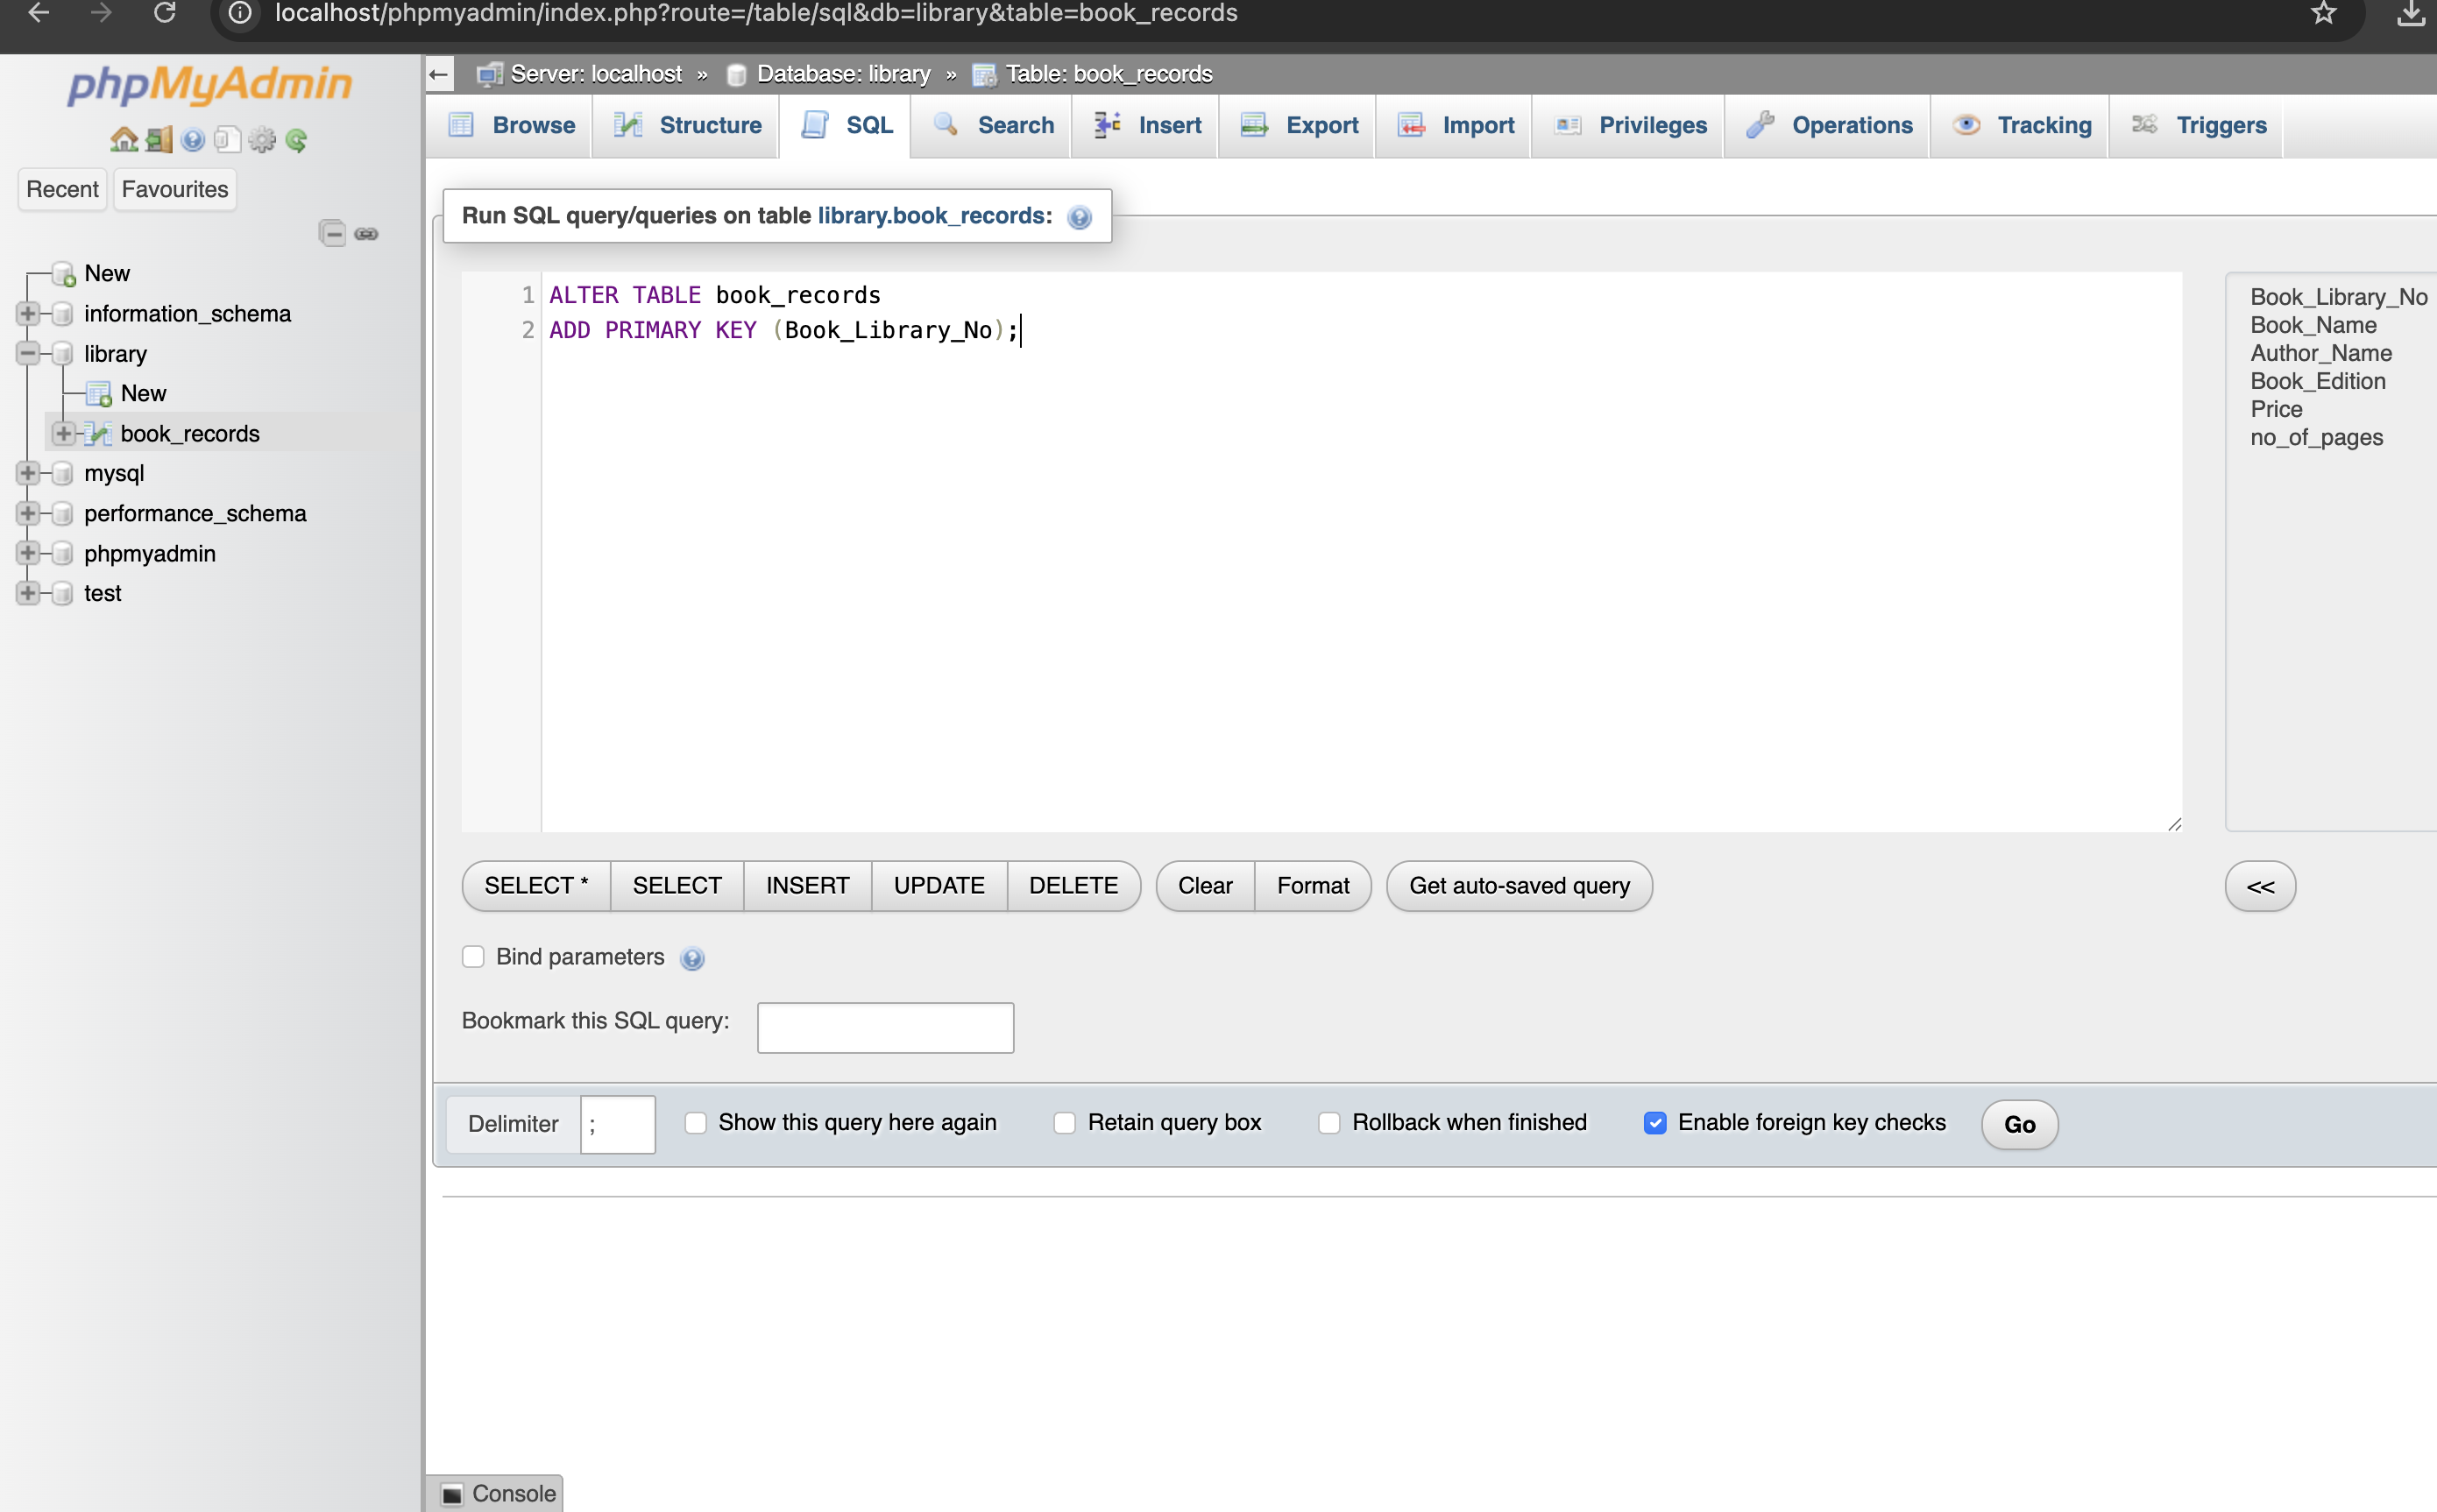 localhost/phpmyadmin/index.php?route=/table/sql&db=library&table=book_records
phpMyAdmin
Recent Favourites
New
information_schema
library
New
book_records
mysql
performance_schema
phpmyadmin
test
Server: localhost » Database: library » Table: book_records
Browse Structure SQL Search Insert Export Import Privileges Operations Tracking Triggers
Run SQL query/queries on table library.book_records:
1 ALTER TABLE book_records
2 ADD PRIMARY KEY (Book_Library_No);
Book_Library_No
Book_Name
Author_Name
Book_Edition
Price
no_of_pages
SELECT * SELECT INSERT UPDATE DELETE Clear Format Get auto-saved query <<
Bind parameters
Bookmark this SQL query:
Delimiter ; Show this query here again Retain query box Rollback when finished Enable foreign key checks Go
Console